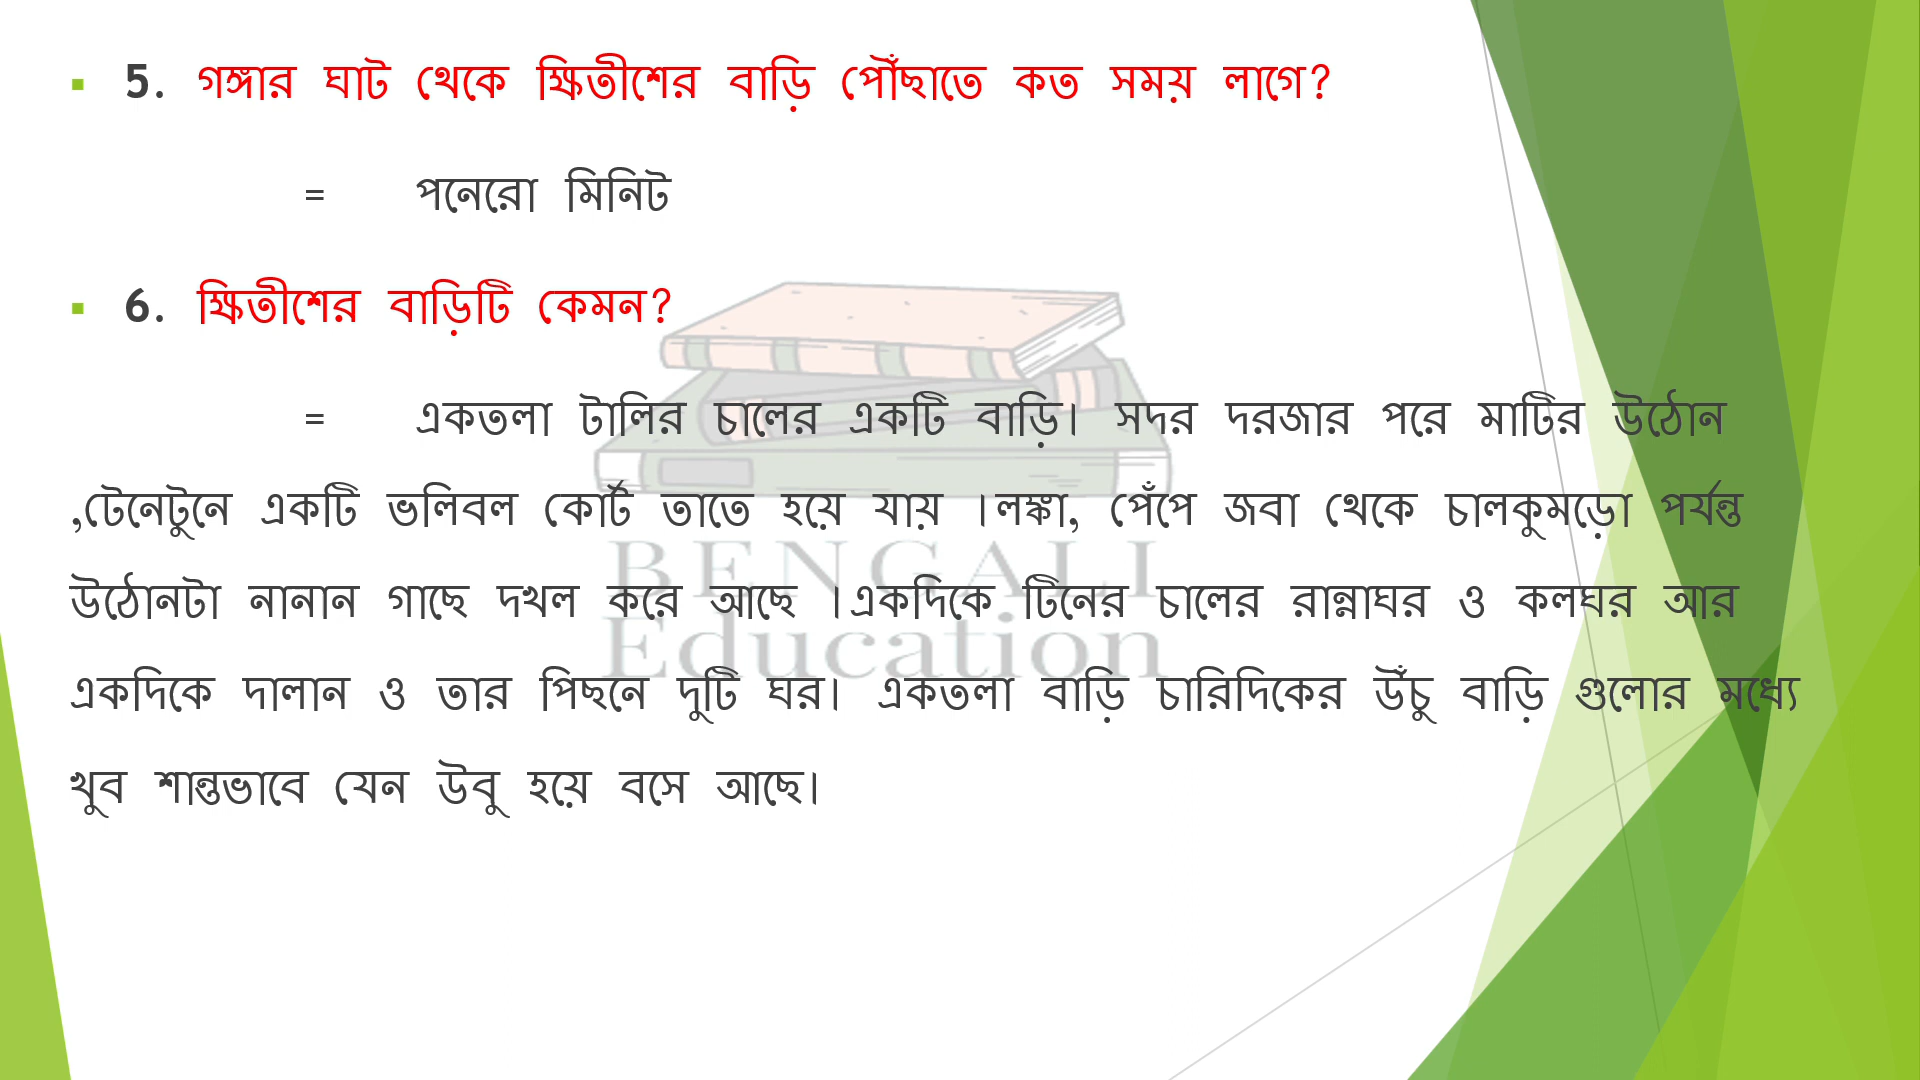 5. গঙ্গার ঘাট থেকে ক্ষিতীশের বাড়ি পৌঁছাতে কত সময় লাগে?
= পনেরো মিনিট
6. ক্ষিতীশের বাড়িটি কেমন?
= একতলা টালির চালের একটি বাড়ি। সদর দরজার পরে মাটির উঠোন
,টেনেটুনে একটি ভলিবল কোর্ট তাতে হয়ে যায় ।লঙ্কা, পেঁপে জবা থেকে চালকুমড়ো পর্যন্ত
উঠোনটা নানান গাছে দখল করে আছে ।একদিকে টিনের চালের রান্নাঘর ও কলঘর আর
একদিকে দালান ও তার পিছনে দুটি ঘর। একতলা বাড়ি চারিদিকের উঁচু বাড়ি গুলোর মধ্যে
খুব শান্তভাবে যেন উবু হয়ে বসে আছে।
BENGALI
Education